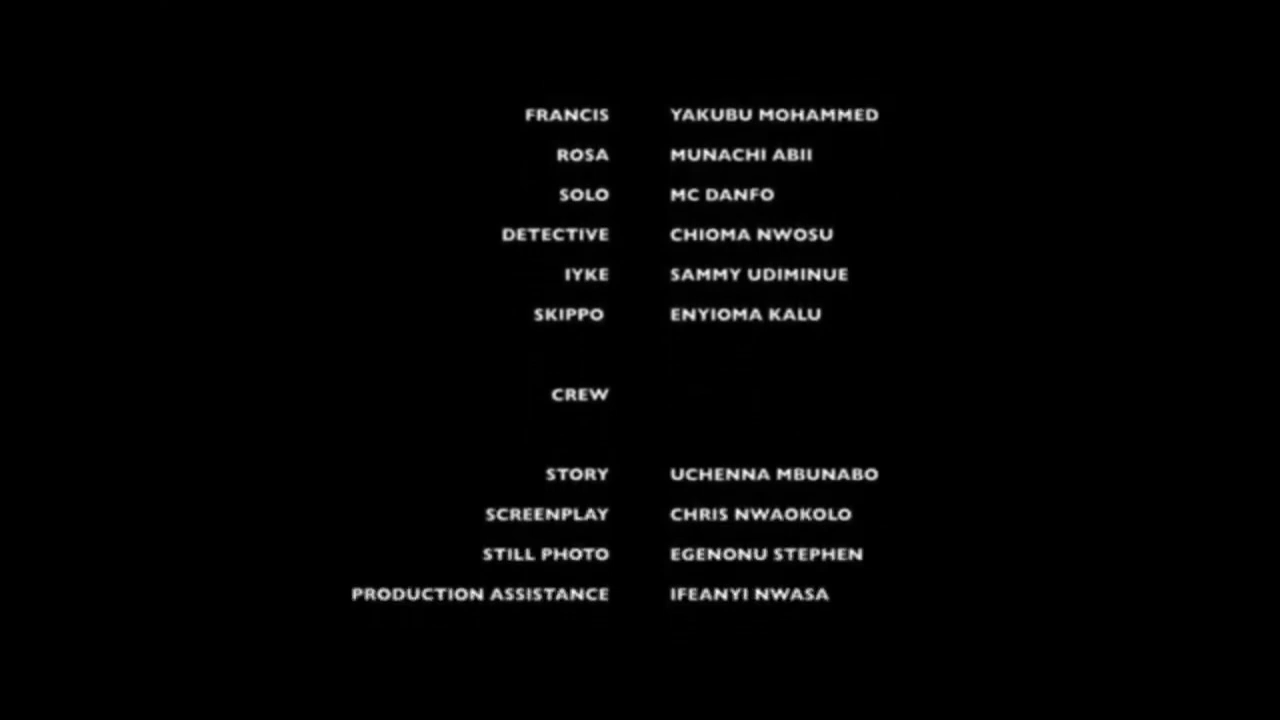 FRANCIS YAKUBU MOHAMMED
ROSA MUNACHI ABII
SOLO MC DANFO
DETECTIVE CHIOMA NWOSU
IYKE SAMMY UDIMINUE
SKIPPO ENYIOMA KALU
CREW
STORY UCHENNA MBUNABO
SCREENPLAY CHRIS NWAOKOLO
STILL PHOTO EGENONU STEPHEN
PRODUCTION ASSISTANCE IFEANYI NWASA